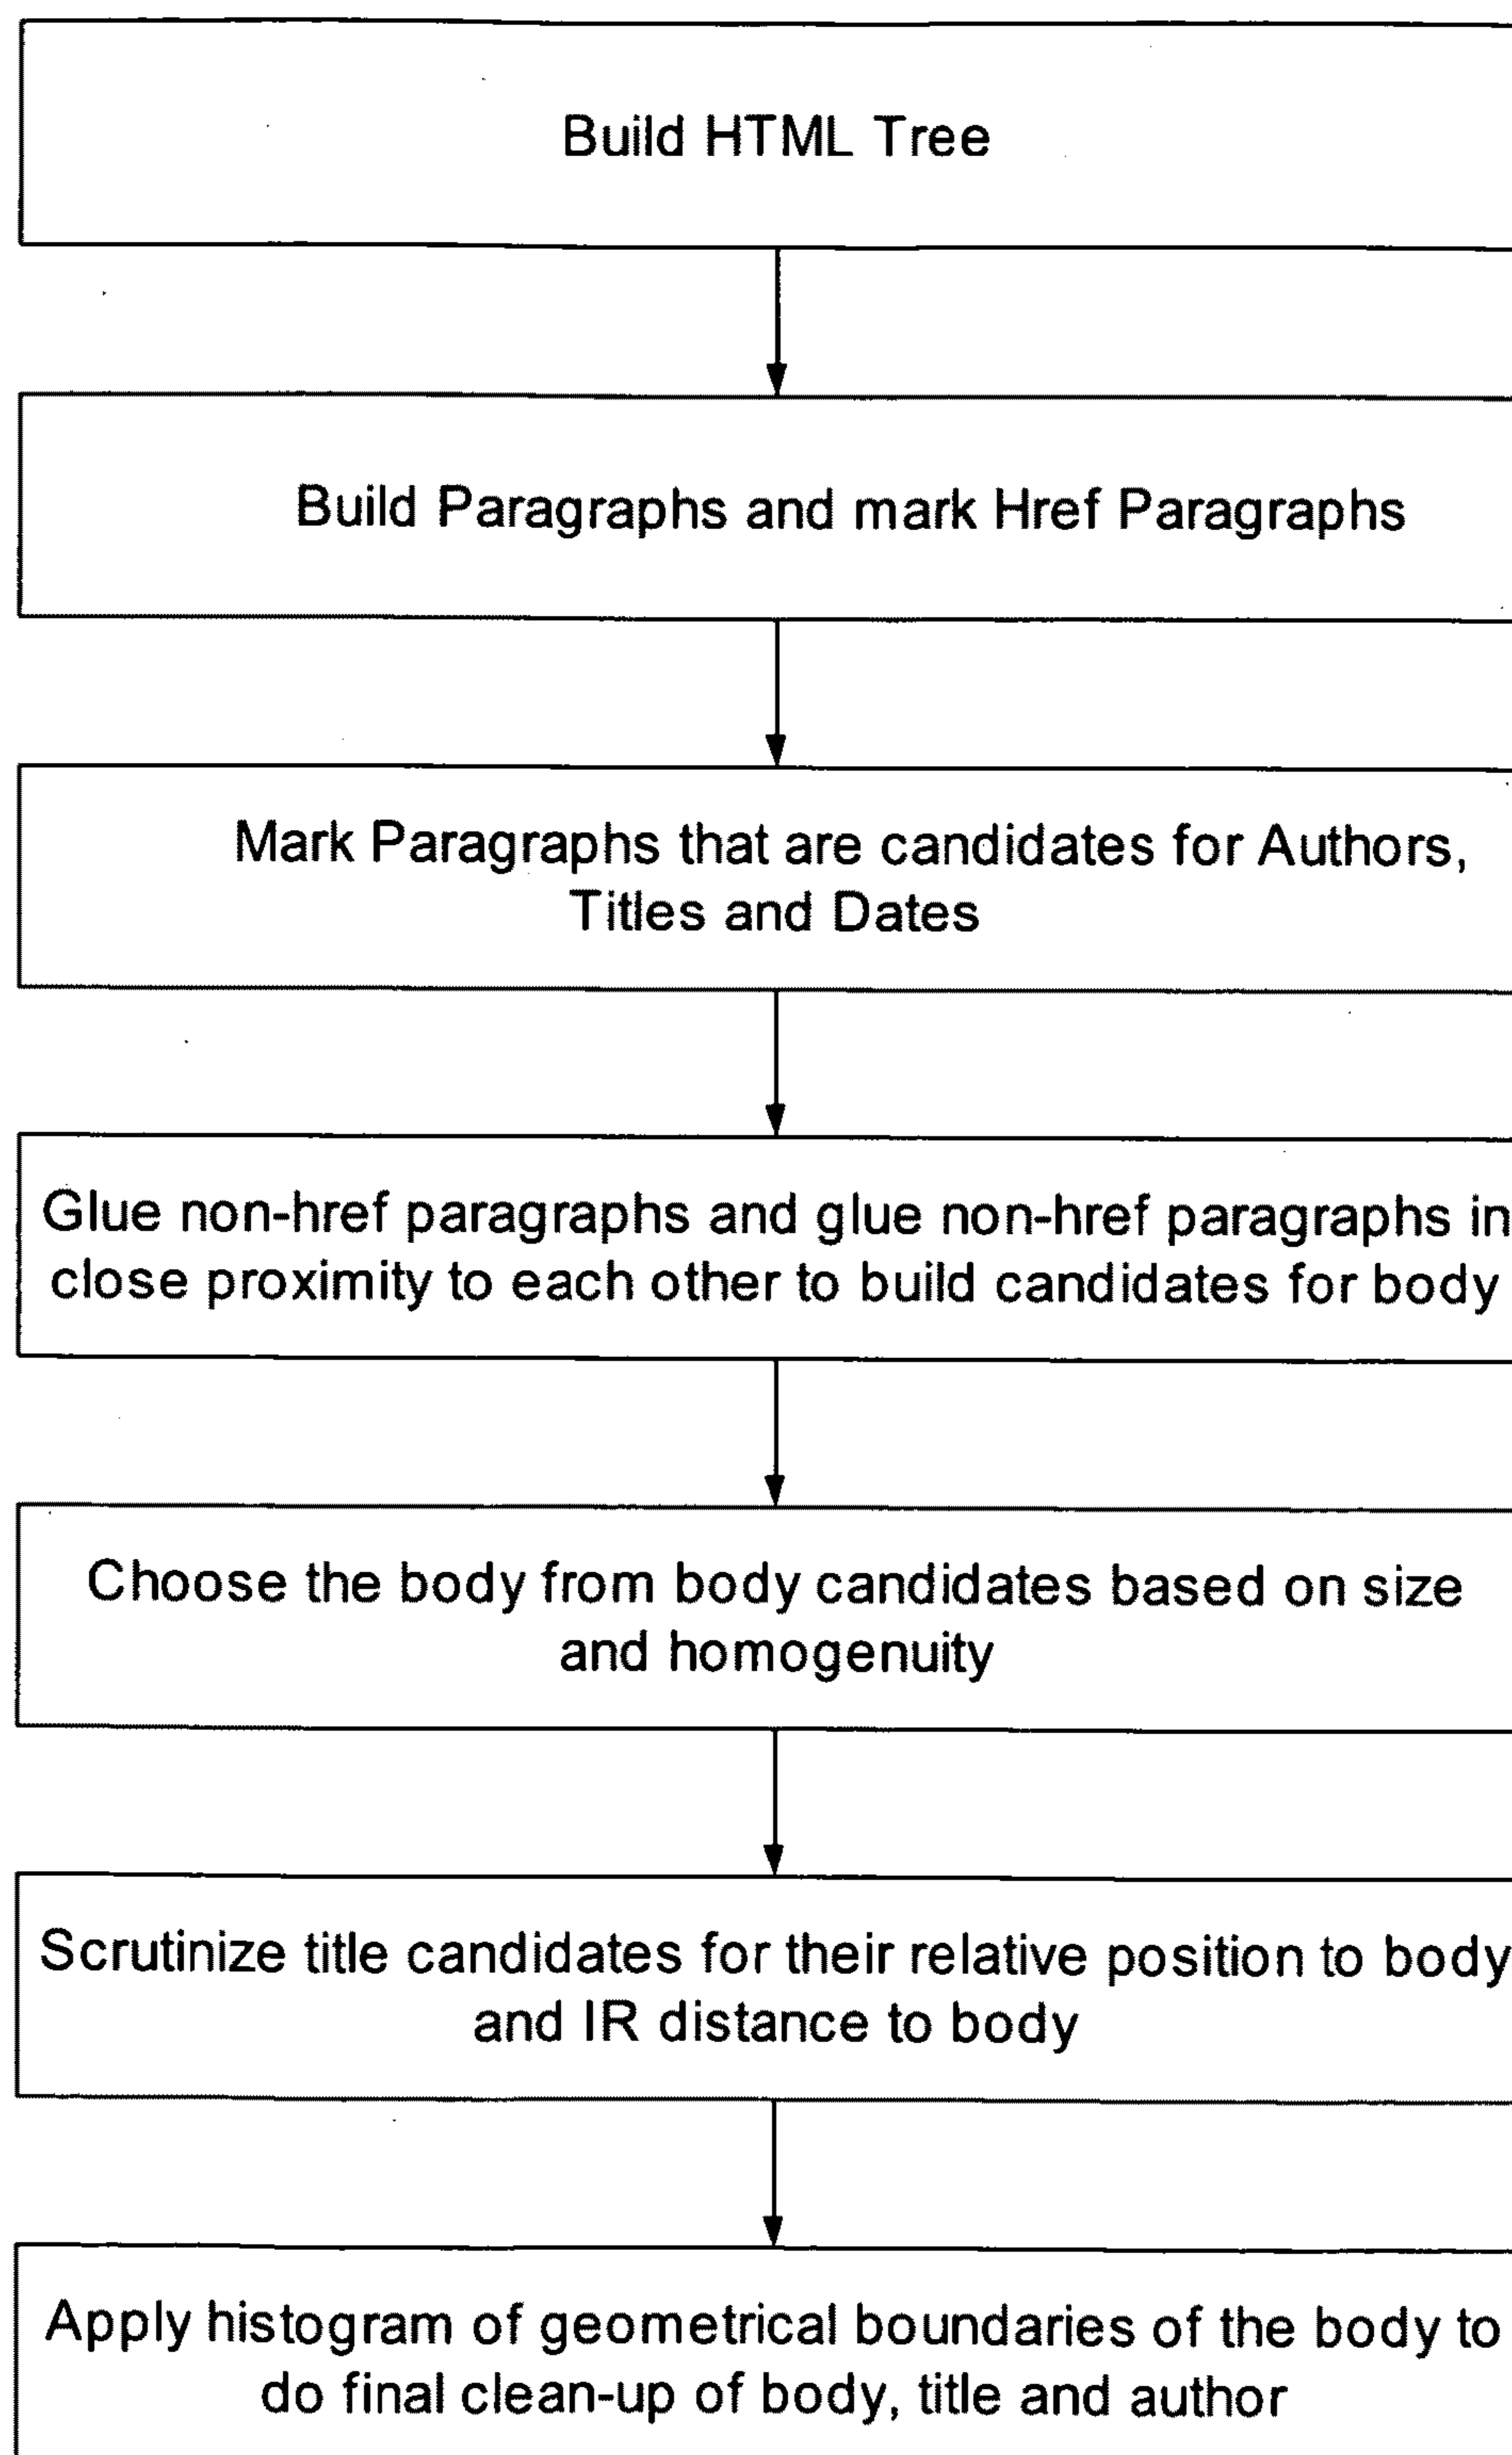 Build HTML Tree
Build Paragraphs and mark Href Paragraphs
Mark Paragraphs that are candidates for Authors,
Titles and Dates
Glue non-href paragraphs and glue non-href paragraphs in
close proximity to each other to build candidates for body
Choose the body from body candidates based on size
and homogenuity
Scrutinize title candidates for their relative position to body
and IR distance to body
Apply histogram of geometrical boundaries of the body to
do final clean-up of body, title and author